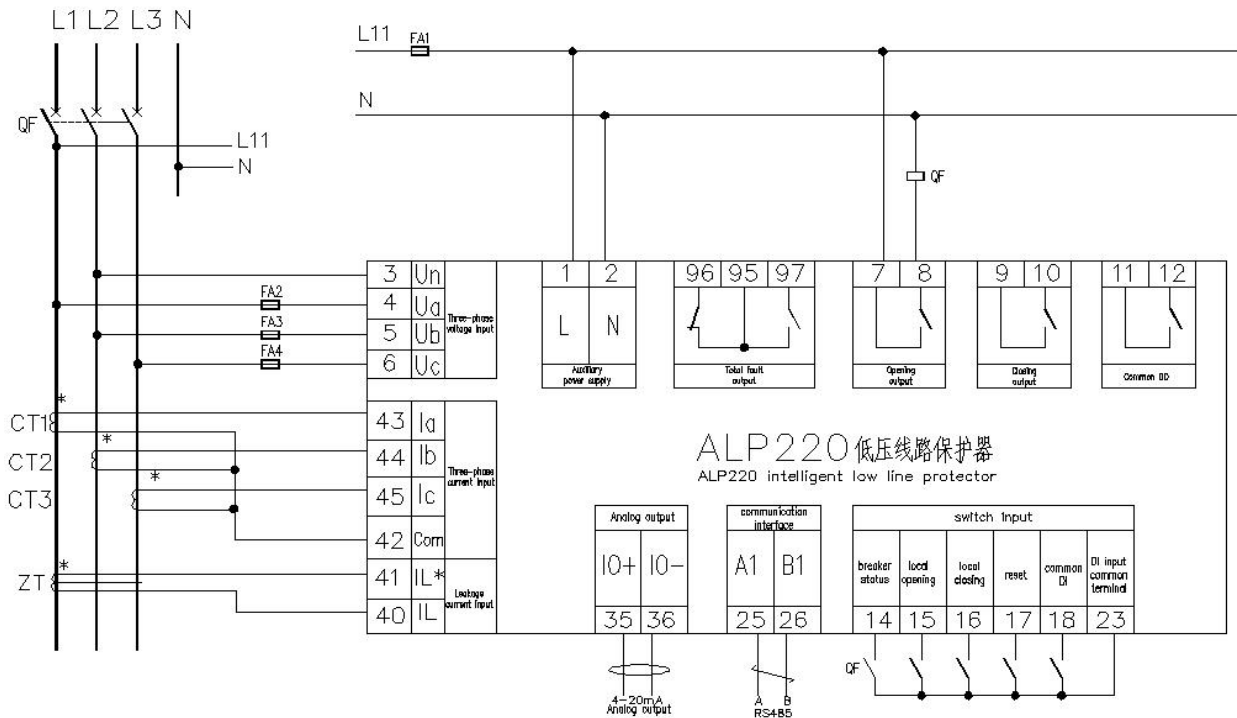 L1 L2 L3 N
L11 FA1
N
QF
L11
N
QF
3 Un
FA2
4 Ua
FA3
5 Ub
FA4
6 Uc
Three-phase
voltage input
1 2
L N
Auxiliary
power supply
96 95 97
Total fault
output
7 8
Opening
output
9 10
Closing
output
11 12
Common DO
CT1
*
43 Ia
CT2
*
44 Ib
CT3
*
45 Ic
42 Com
Three-phase
current input
ZT
*
41 IL*
40 IL
Leakage
current input
ALP220低压线路保护器
ALP220 intelligent low line protector
Analog output
IO+ IO-
35 36
4-20mA
Analog output
communication
interface
A1 B1
25 26
A B
RS485
switch input
breaker
status
local
opening
local
closing
reset
common
DI
DI input
common
terminal
14 15 16 17 18 23
QF